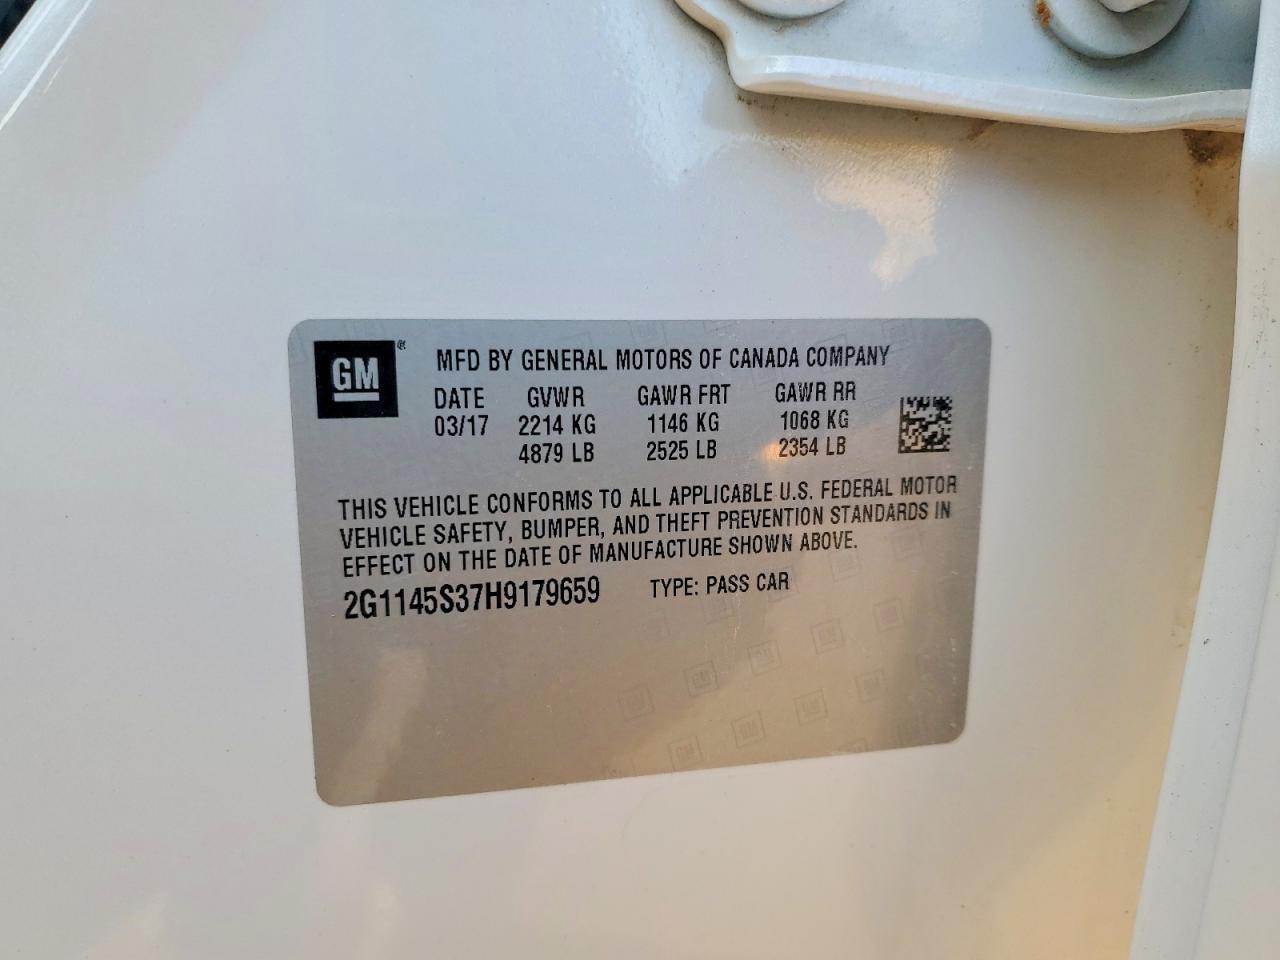 GM ®
MFD BY GENERAL MOTORS OF CANADA COMPANY
DATE GVWR GAWR FRT GAWR RR
03/17 2214 KG 1146 KG 1068 KG
4879 LB 2525 LB 2354 LB
THIS VEHICLE CONFORMS TO ALL APPLICABLE U.S. FEDERAL MOTOR
VEHICLE SAFETY, BUMPER, AND THEFT PREVENTION STANDARDS IN
EFFECT ON THE DATE OF MANUFACTURE SHOWN ABOVE.
2G1145S37H9179659 TYPE: PASS CAR